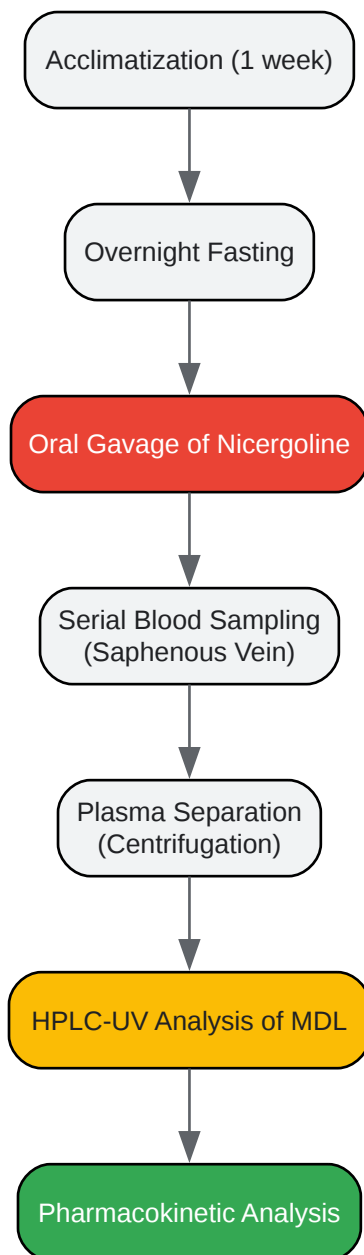 Acclimatization (1 week)
Overnight Fasting
Oral Gavage of Nicergoline
Serial Blood Sampling
(Saphenous Vein)
Plasma Separation
(Centrifugation)
HPLC-UV Analysis of MDL
Pharmacokinetic Analysis